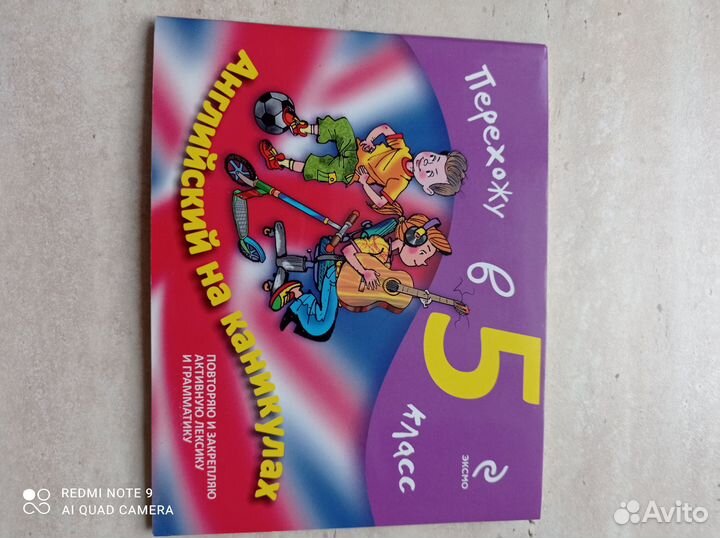 Перехожу
в
5
класс
эксмо
Английский на каникулах
ПОВТОРЯЮ И ЗАКРЕПЛЯЮ
АКТИВНУЮ ЛЕКСИКУ
И ГРАММАТИКУ
REDMI NOTE 9
AI QUAD CAMERA
Avito